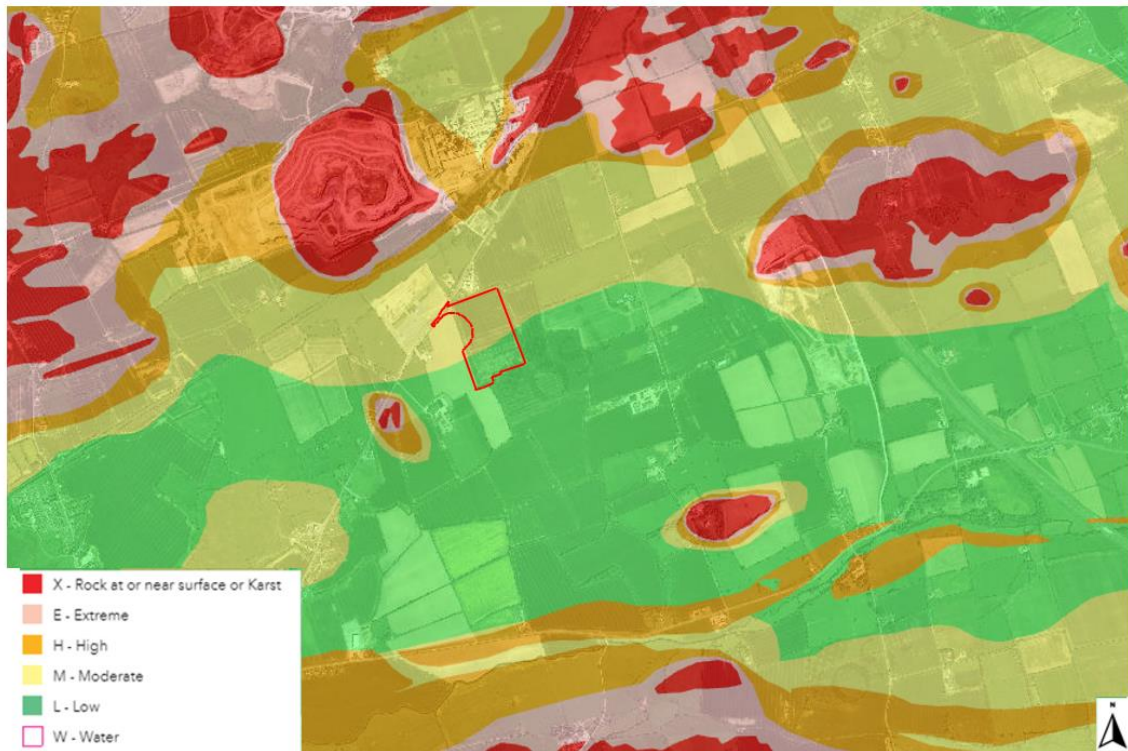 X - Rock at or near surface or Karst
E - Extreme
H - High
M - Moderate
L - Low
W - Water
N